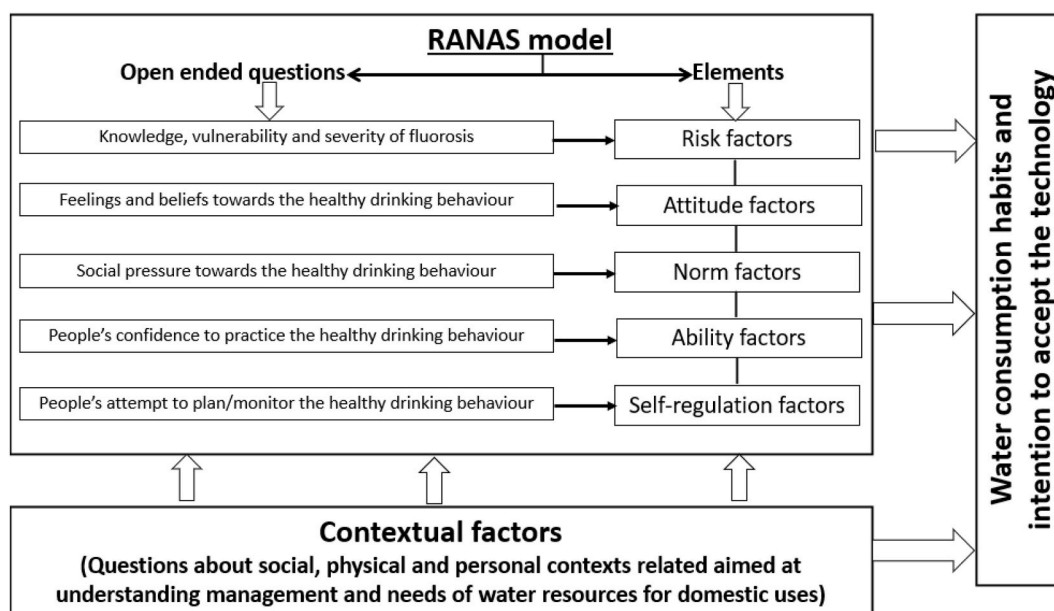 RANAS model
Open ended questions
Elements
Knowledge, vulnerability and severity of fluorosis
Risk factors
Feelings and beliefs towards the healthy drinking behaviour
Attitude factors
Social pressure towards the healthy drinking behaviour
Norm factors
People's confidence to practice the healthy drinking behaviour
Ability factors
People's attempt to plan/monitor the healthy drinking behaviour
Self-regulation factors
Contextual factors
(Questions about social, physical and personal contexts related aimed at
understanding management and needs of water resources for domestic uses)
Water consumption habits and
intention to accept the technology